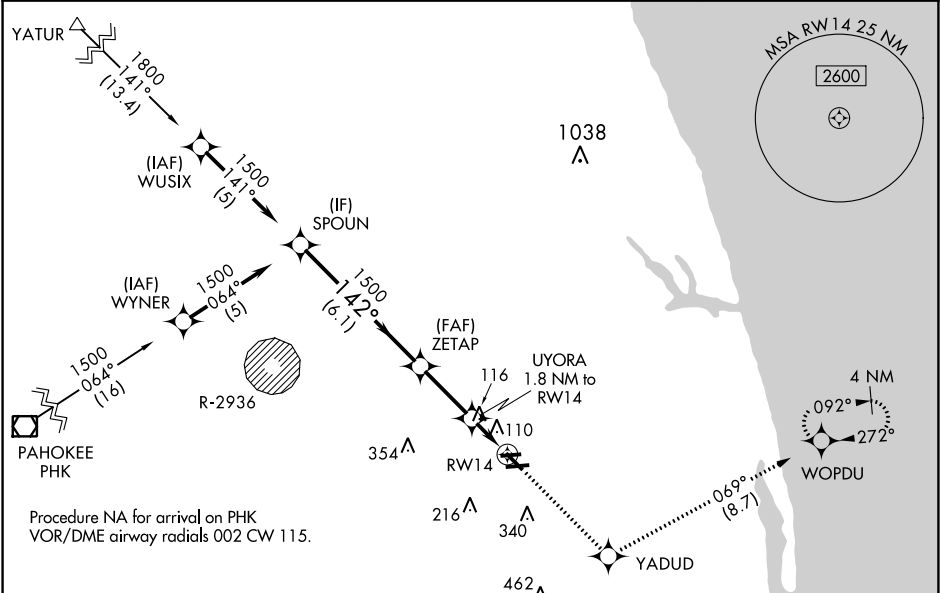 YATUR
1800
141°
(13.4)
(IAF)
WUSIX
1500
141°
(5)
(IF)
SPOUN
(IAF)
WYNER
1500
064°
(5)
1500
064°
(16)
PAHOKEE
PHK
R-2936
1500
142°
(6.1)
(FAF)
ZETAP
UYORA
1.8 NM to
RW14
116
110
354
RW14
216
340
462
1038
MSA RW14 25 NM
2600
4 NM
092°
272°
WOPDU
069°
(8.7)
YADUD
Procedure NA for arrival on PHK
VOR/DME airway radials 002 CW 115.